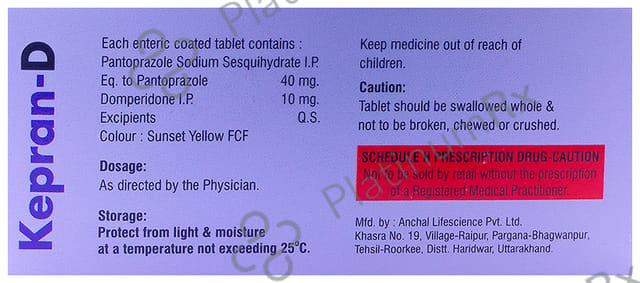 Kepran-D
Each enteric coated tablet contains :
Pantoprazole Sodium Sesquihydrate I.P.
Eq. to Pantoprazole 40 mg.
Domperidone I.P. 10 mg.
Excipients Q.S.
Colour : Sunset Yellow FCF
Dosage:
As directed by the Physician.
Storage:
Protect from light & moisture
at a temperature not exceeding 25°C.
Keep medicine out of reach of
children.
Caution:
Tablet should be swallowed whole &
not to be broken, chewed or crushed.
SCHEDULE H PRESCRIPTION DRUG-CAUTION
Not to be sold by retail without the prescription
of a Registered Medical Practitioner.
Mfd. by : Anchal Lifescience Pvt. Ltd.
Khasra No. 19, Village-Raipur, Pargana-Bhagwanpur,
Tehsil-Roorkee, Distt. Haridwar, Uttarakhand.
PlatinumRx
PlatinumRx